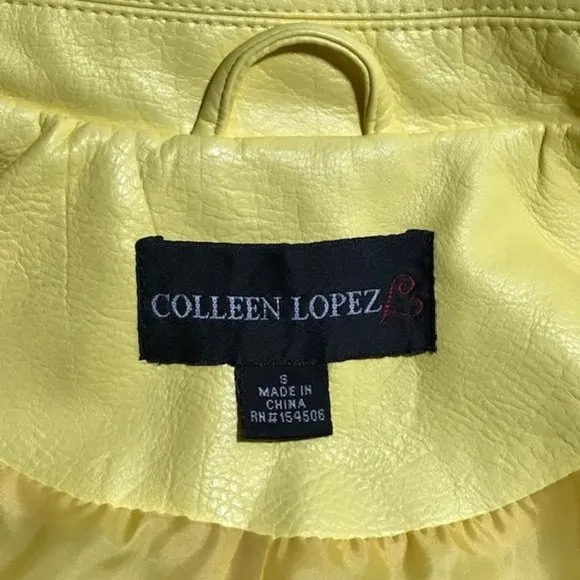 COLLEEN LOPEZ L
S
MADE IN
CHINA
RN#154506